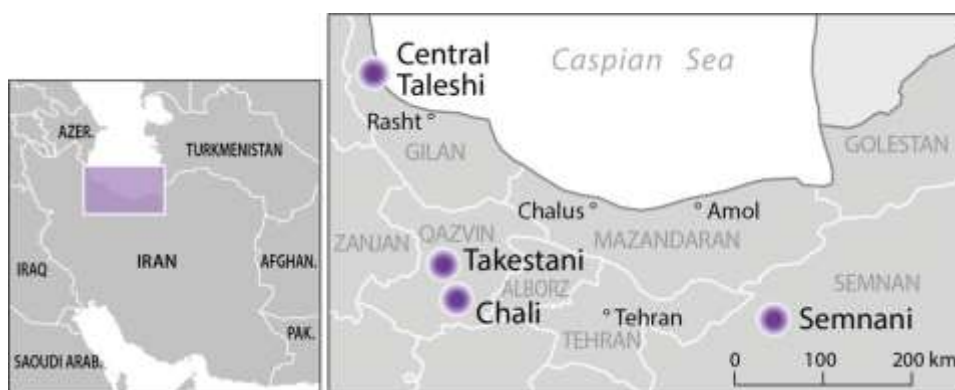 AZER.
TURKMENISTAN
IRAN
IRAQ
AFGHAN.
PAK.
SAOUDI ARAB.
Central
Taleshi
Caspian Sea
Rasht
GILAN
GOLESTAN
Chalus
Amol
ZANJAN
QAZVIN
MAZANDARAN
Takestani
ALBORZ
SEMNAN
Chali
Tehran
Semnani
TEHRAN
0 100 200 km